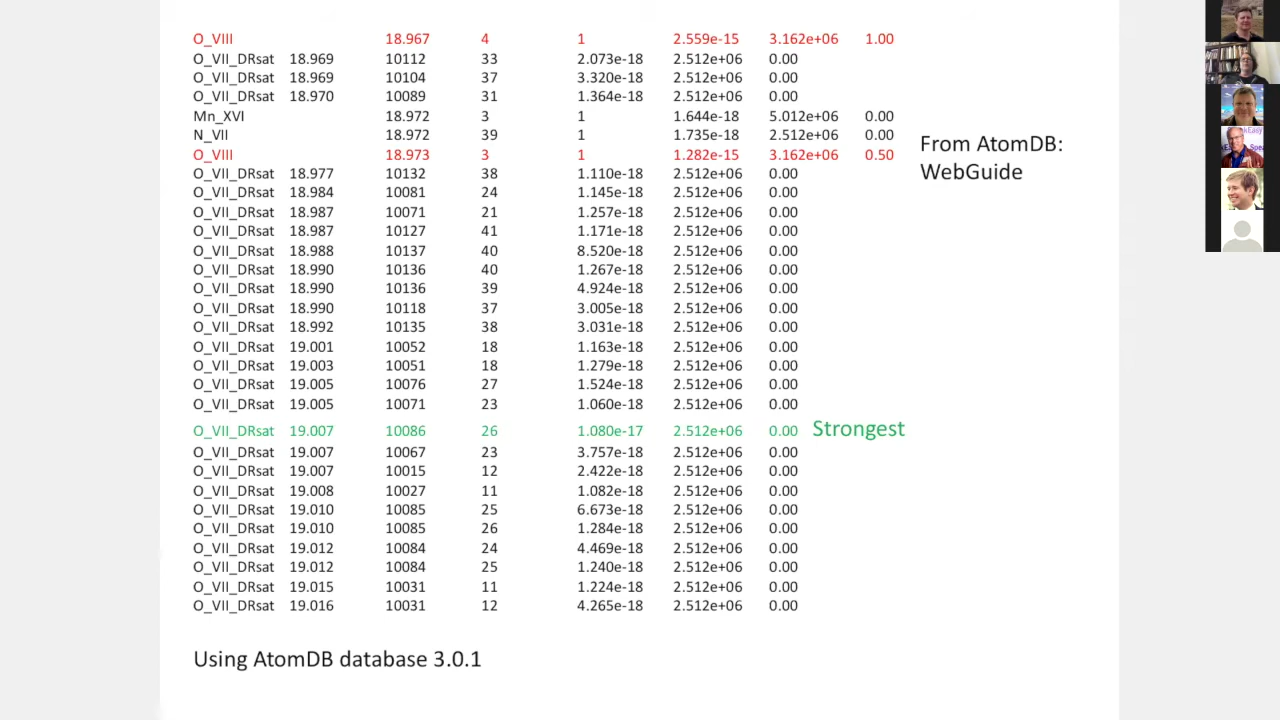 O_VIII 18.967 4 1 2.559e-15 3.162e+06 1.00
O_VII_DRsat 18.969 10112 33 2.073e-18 2.512e+06 0.00
O_VII_DRsat 18.969 10104 37 3.320e-18 2.512e+06 0.00
O_VII_DRsat 18.970 10089 31 1.364e-18 2.512e+06 0.00
Mn_XVI 18.972 3 1 1.644e-18 5.012e+06 0.00
N_VII 18.972 39 1 1.735e-18 2.512e+06 0.00
O_VIII 18.973 3 1 1.282e-15 3.162e+06 0.50
O_VII_DRsat 18.977 10132 38 1.110e-18 2.512e+06 0.00
O_VII_DRsat 18.984 10081 24 1.145e-18 2.512e+06 0.00
O_VII_DRsat 18.987 10071 21 1.257e-18 2.512e+06 0.00
O_VII_DRsat 18.987 10127 41 1.171e-18 2.512e+06 0.00
O_VII_DRsat 18.988 10137 40 8.520e-18 2.512e+06 0.00
O_VII_DRsat 18.990 10136 40 1.267e-18 2.512e+06 0.00
O_VII_DRsat 18.990 10136 39 4.924e-18 2.512e+06 0.00
O_VII_DRsat 18.990 10118 37 3.005e-18 2.512e+06 0.00
O_VII_DRsat 18.992 10135 38 3.031e-18 2.512e+06 0.00
O_VII_DRsat 19.001 10052 18 1.163e-18 2.512e+06 0.00
O_VII_DRsat 19.003 10051 18 1.279e-18 2.512e+06 0.00
O_VII_DRsat 19.005 10076 27 1.524e-18 2.512e+06 0.00
O_VII_DRsat 19.005 10071 23 1.060e-18 2.512e+06 0.00
O_VII_DRsat 19.007 10086 26 1.080e-17 2.512e+06 0.00 Strongest
O_VII_DRsat 19.007 10067 23 3.757e-18 2.512e+06 0.00
O_VII_DRsat 19.007 10015 12 2.422e-18 2.512e+06 0.00
O_VII_DRsat 19.008 10027 11 1.082e-18 2.512e+06 0.00
O_VII_DRsat 19.010 10085 25 6.673e-18 2.512e+06 0.00
O_VII_DRsat 19.010 10085 26 1.284e-18 2.512e+06 0.00
O_VII_DRsat 19.012 10084 24 4.469e-18 2.512e+06 0.00
O_VII_DRsat 19.012 10084 25 1.240e-18 2.512e+06 0.00
O_VII_DRsat 19.015 10031 11 1.224e-18 2.512e+06 0.00
O_VII_DRsat 19.016 10031 12 4.265e-18 2.512e+06 0.00
From AtomDB:
WebGuide
Using AtomDB database 3.0.1